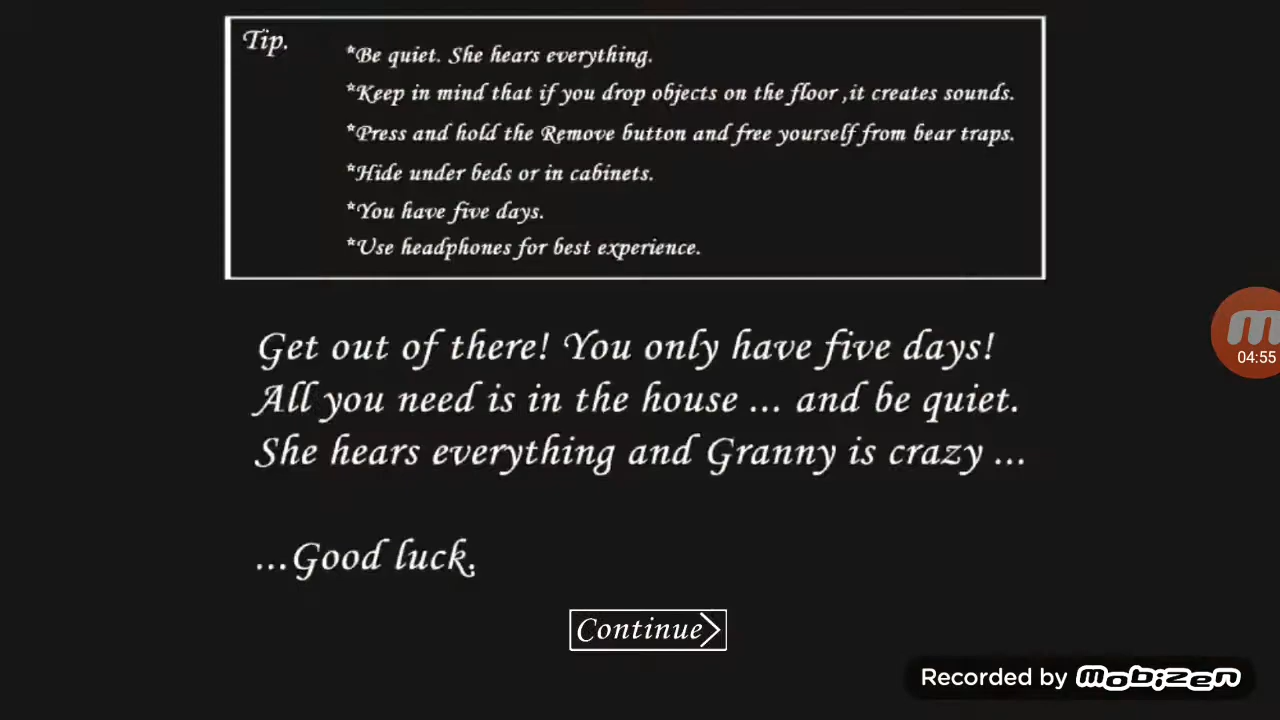 Tip.
*Be quiet. She hears everything.
*Keep in mind that if you drop objects on the floor ,it creates sounds.
*Press and hold the Remove button and free yourself from bear traps.
*Hide under beds or in cabinets.
*You have five days.
*Use headphones for best experience.
Get out of there! You only have five days!
All you need is in the house ... and be quiet.
She hears everything and Granny is crazy ...
...Good luck.
Continue
04:55
Recorded by Mobizen